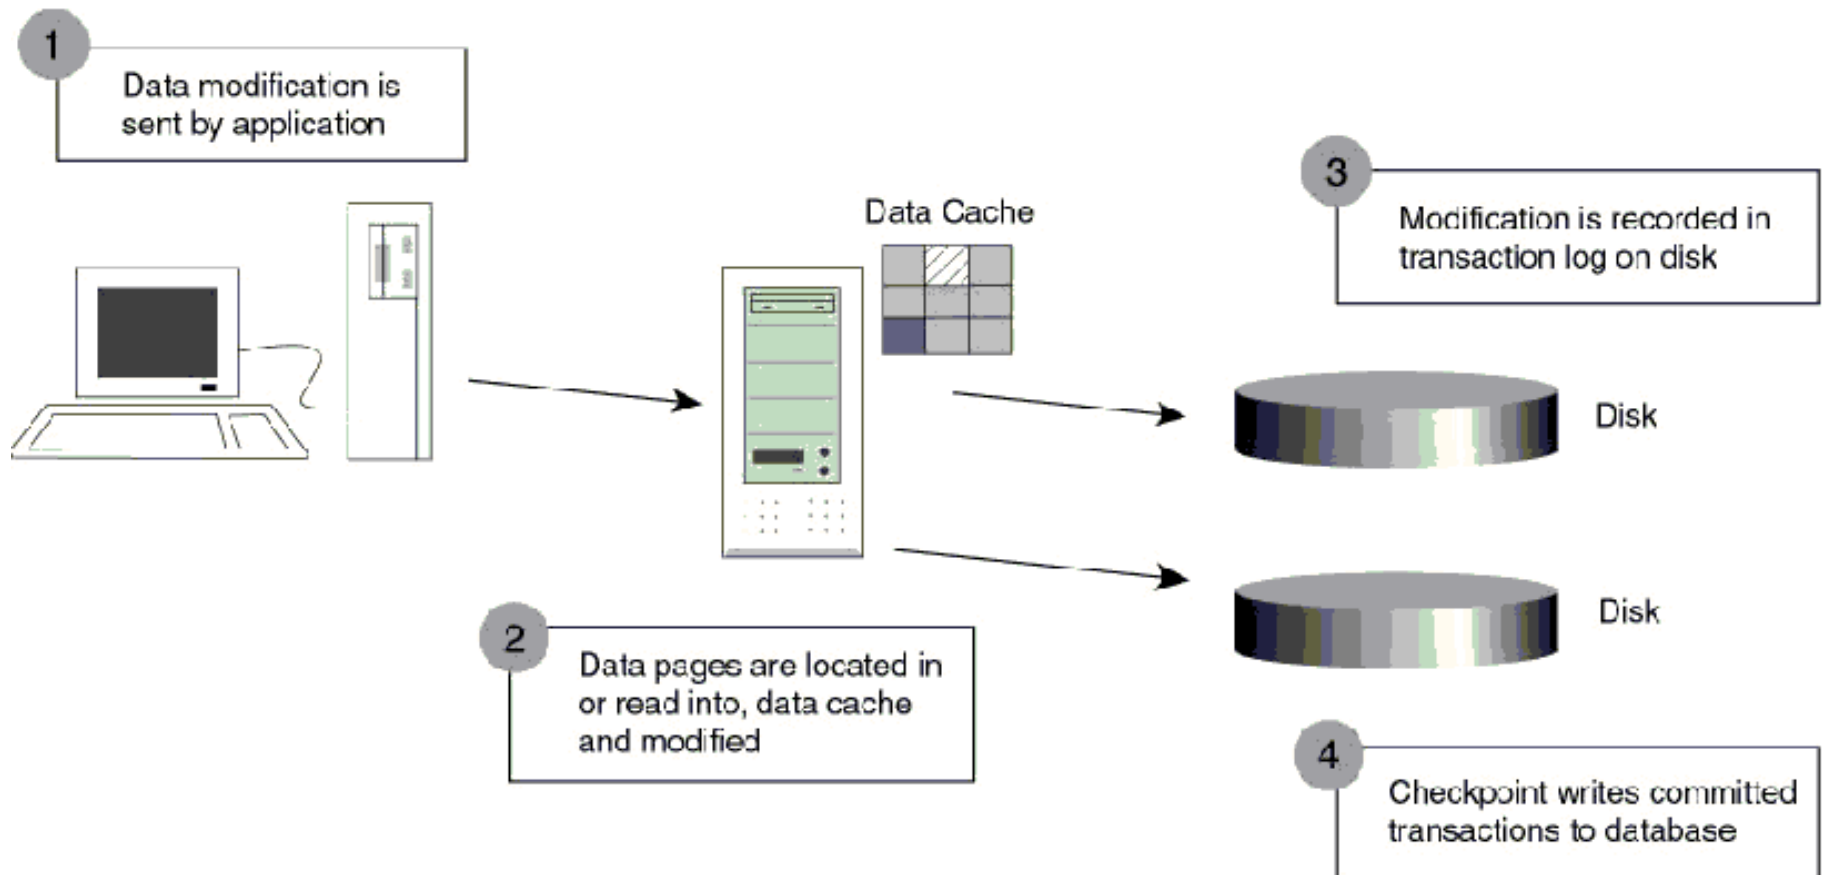 1
Data modification is
sent by application
Data Cache
3
Modification is recorded in
transaction log on disk
Disk
2
Data pages are located in
or read into, data cache
and modified
Disk
4
Checkpoint writes committed
transactions to database